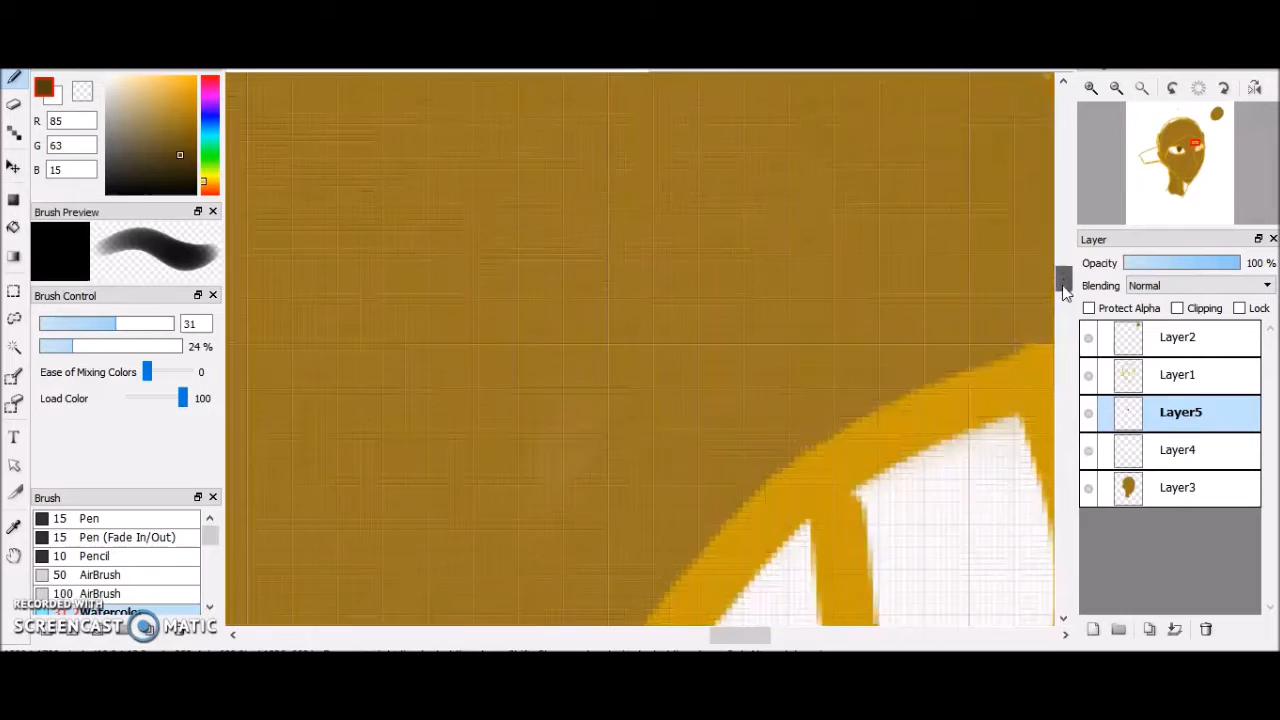 R 85
G 63
B 15
Brush Preview
Brush Control
31
24 %
Ease of Mixing Colors 0
Load Color 100
Brush
15 Pen
15 Pen (Fade In/Out)
10 Pencil
50 AirBrush
100 AirBrush
RECORDED WITH
SCREENCAST MATIC
T
Layer
Opacity 100 %
Blending Normal
Protect Alpha Clipping Lock
Layer2
Layer1
Layer5
Layer4
Layer3